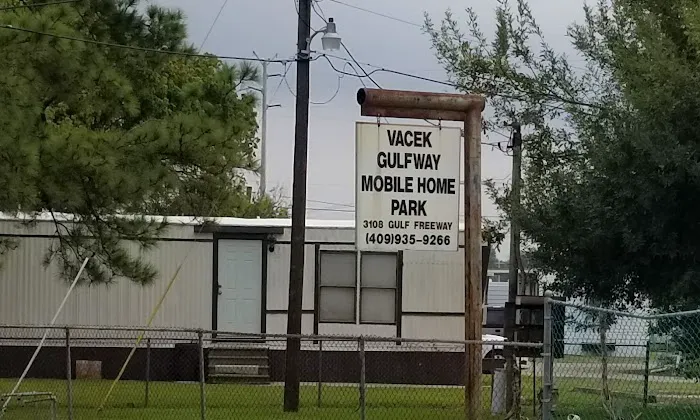 VACEK
GULFWAY
MOBILE HOME
PARK
3108 GULF FREEWAY
(409)935-9266